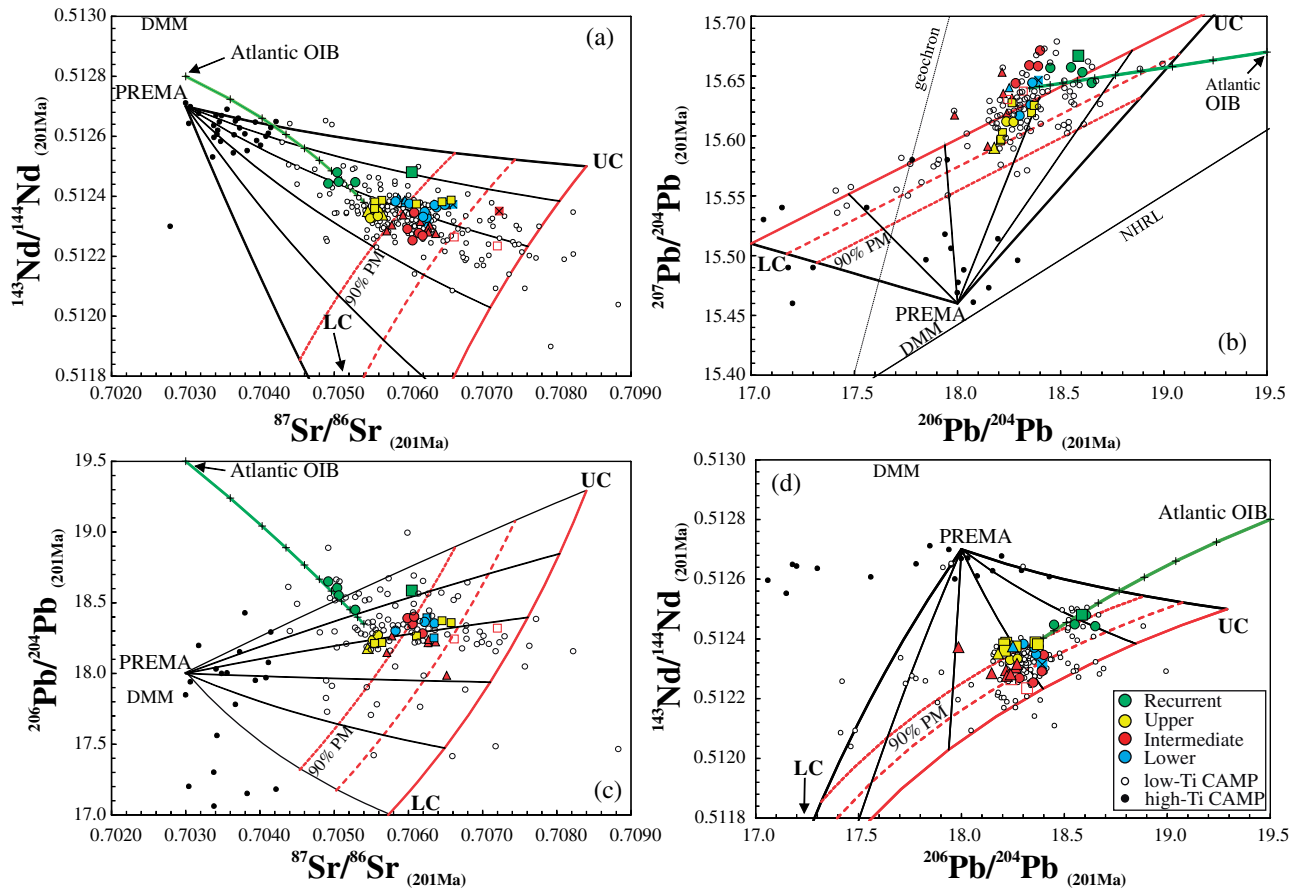 0.5130
0.5128
0.5126
0.5124
0.5122
0.5120
0.5118
¹⁴³Nd/¹⁴⁴Nd (201Ma)
DMM
Atlantic OIB
(a)
PREMA
UC
90% PM
LC
0.7020 0.7030 0.7040 0.7050 0.7060 0.7070 0.7080 0.7090
⁸⁷Sr/⁸⁶Sr (201Ma)
15.70
15.65
15.60
15.55
15.50
15.46
15.40
²⁰⁷Pb/²⁰⁴Pb (201Ma)
geochron
UC
Atlantic
OIB
90% PM
LC
NHRL
PREMA
DMM
(b)
17.0 17.5 18.0 18.5 19.0 19.5
²⁰⁶Pb/²⁰⁴Pb (201Ma)
19.5
19.0
18.5
18.0
17.5
17.0
²⁰⁶Pb/²⁰⁴Pb (201Ma)
Atlantic OIB
UC
PREMA
DMM
90% PM
LC
(c)
0.7020 0.7030 0.7040 0.7050 0.7060 0.7070 0.7080 0.7090
⁸⁷Sr/⁸⁶Sr (201Ma)
0.5130
0.5128
0.5126
0.5124
0.5122
0.5120
0.5118
¹⁴³Nd/¹⁴⁴Nd (201Ma)
(d)
DMM
Atlantic OIB
PREMA
UC
90% PM
LC
Recurrent
Upper
Intermediate
Lower
low-Ti CAMP
high-Ti CAMP
17.0 17.5 18.0 18.5 19.0 19.5
²⁰⁶Pb/²⁰⁴Pb (201Ma)